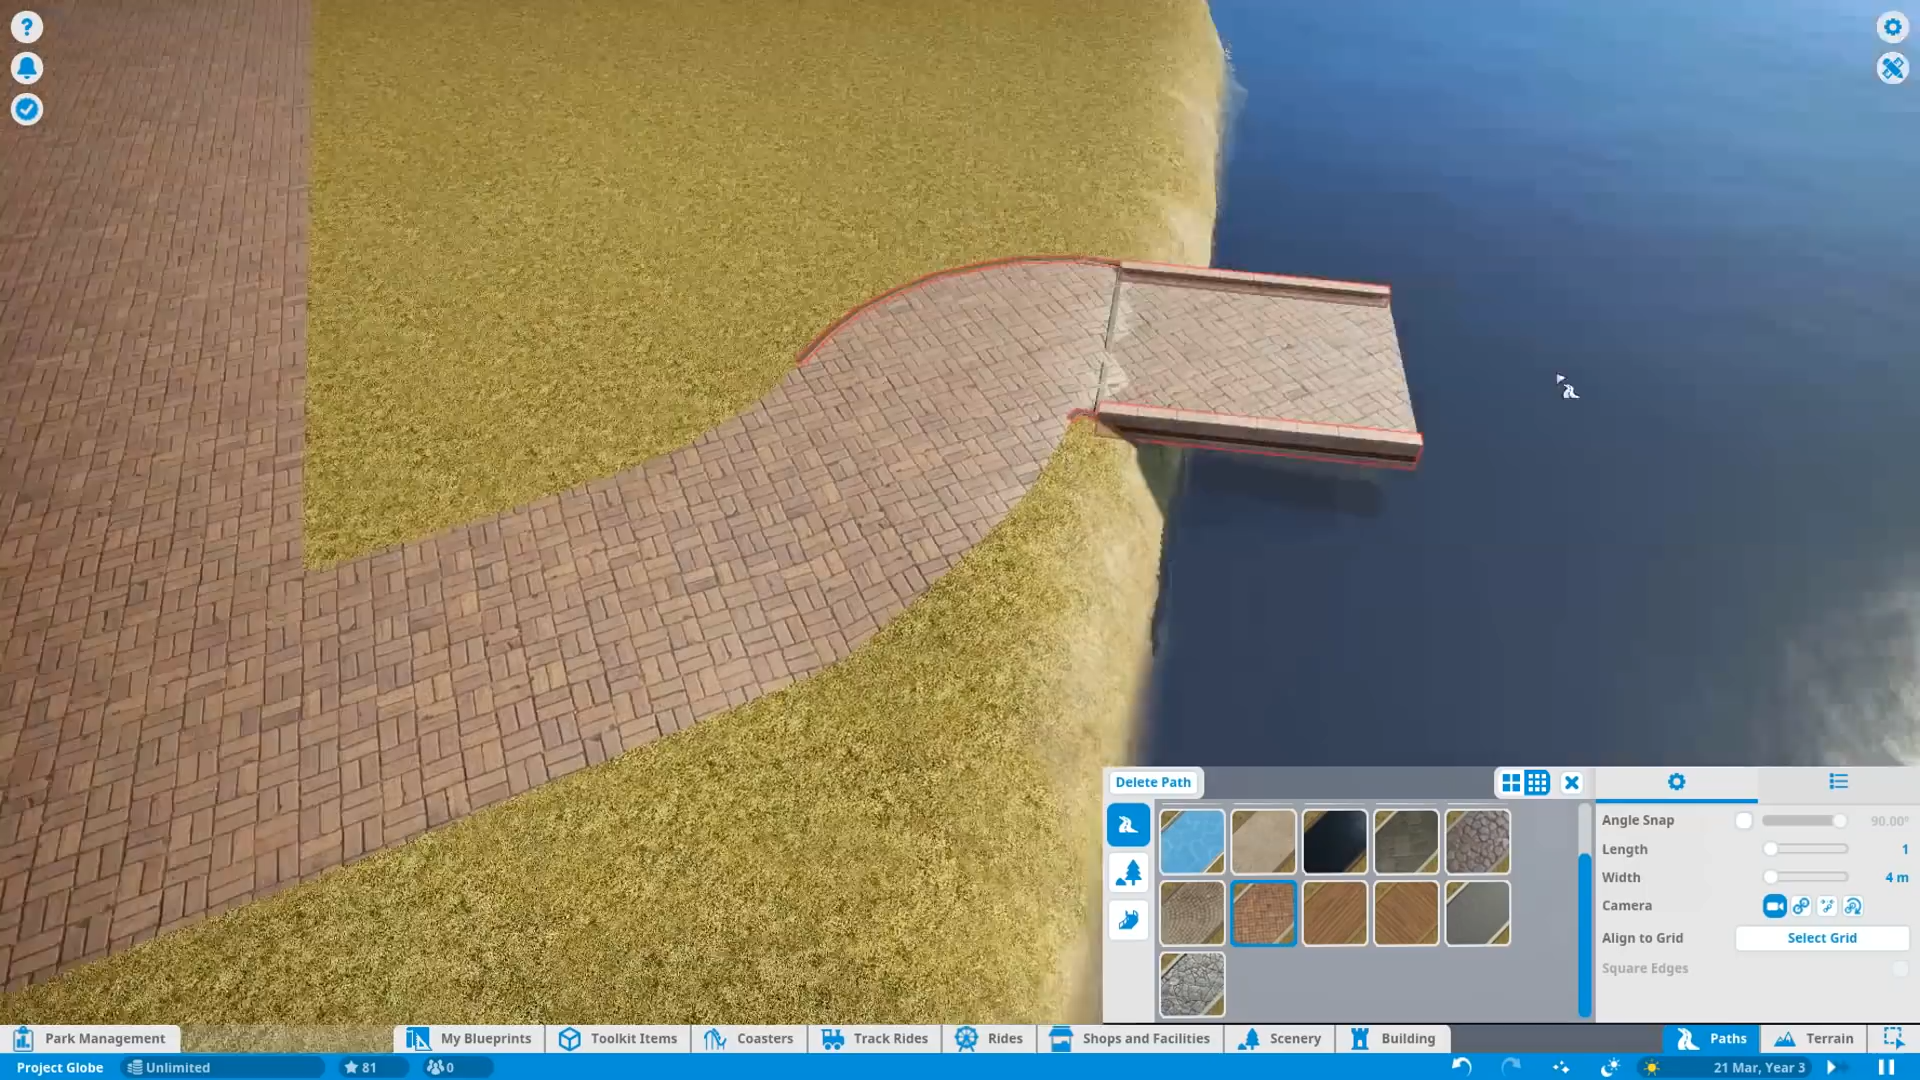 ?
Delete Path
Angle Snap 90.00°
Length 1
Width 4 m
Camera
Align to Grid Select Grid
Square Edges
Park Management My Blueprints Toolkit Items Coasters Track Rides Rides Shops and Facilities Scenery Building Paths Terrain
Project Globe Unlimited 81 0 21 Mar, Year 3